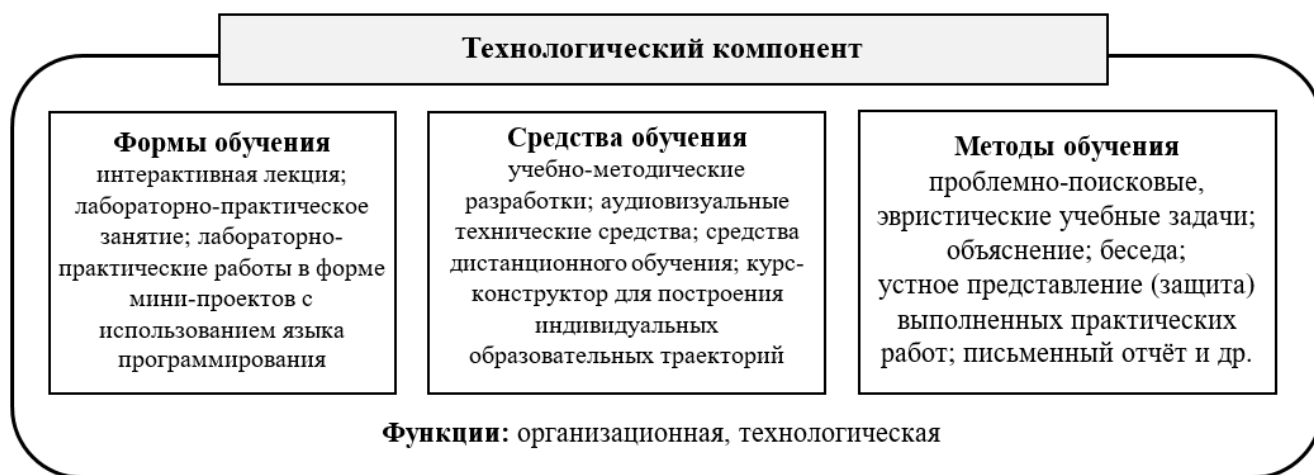 Технологический компонент
Формы обучения
интерактивная лекция;
лабораторно-практическое
занятие; лабораторно-
практические работы в форме
мини-проектов с
использованием языка
программирования
Средства обучения
учебно-методические
разработки; аудиовизуальные
технические средства; средства
дистанционного обучения; курс-
конструктор для построения
индивидуальных
образовательных траекторий
Методы обучения
проблемно-поисковые,
эвристические учебные задачи;
объяснение; беседа;
устное представление (защита)
выполненных практических
работ; письменный отчёт и др.
Функции: организационная, технологическая